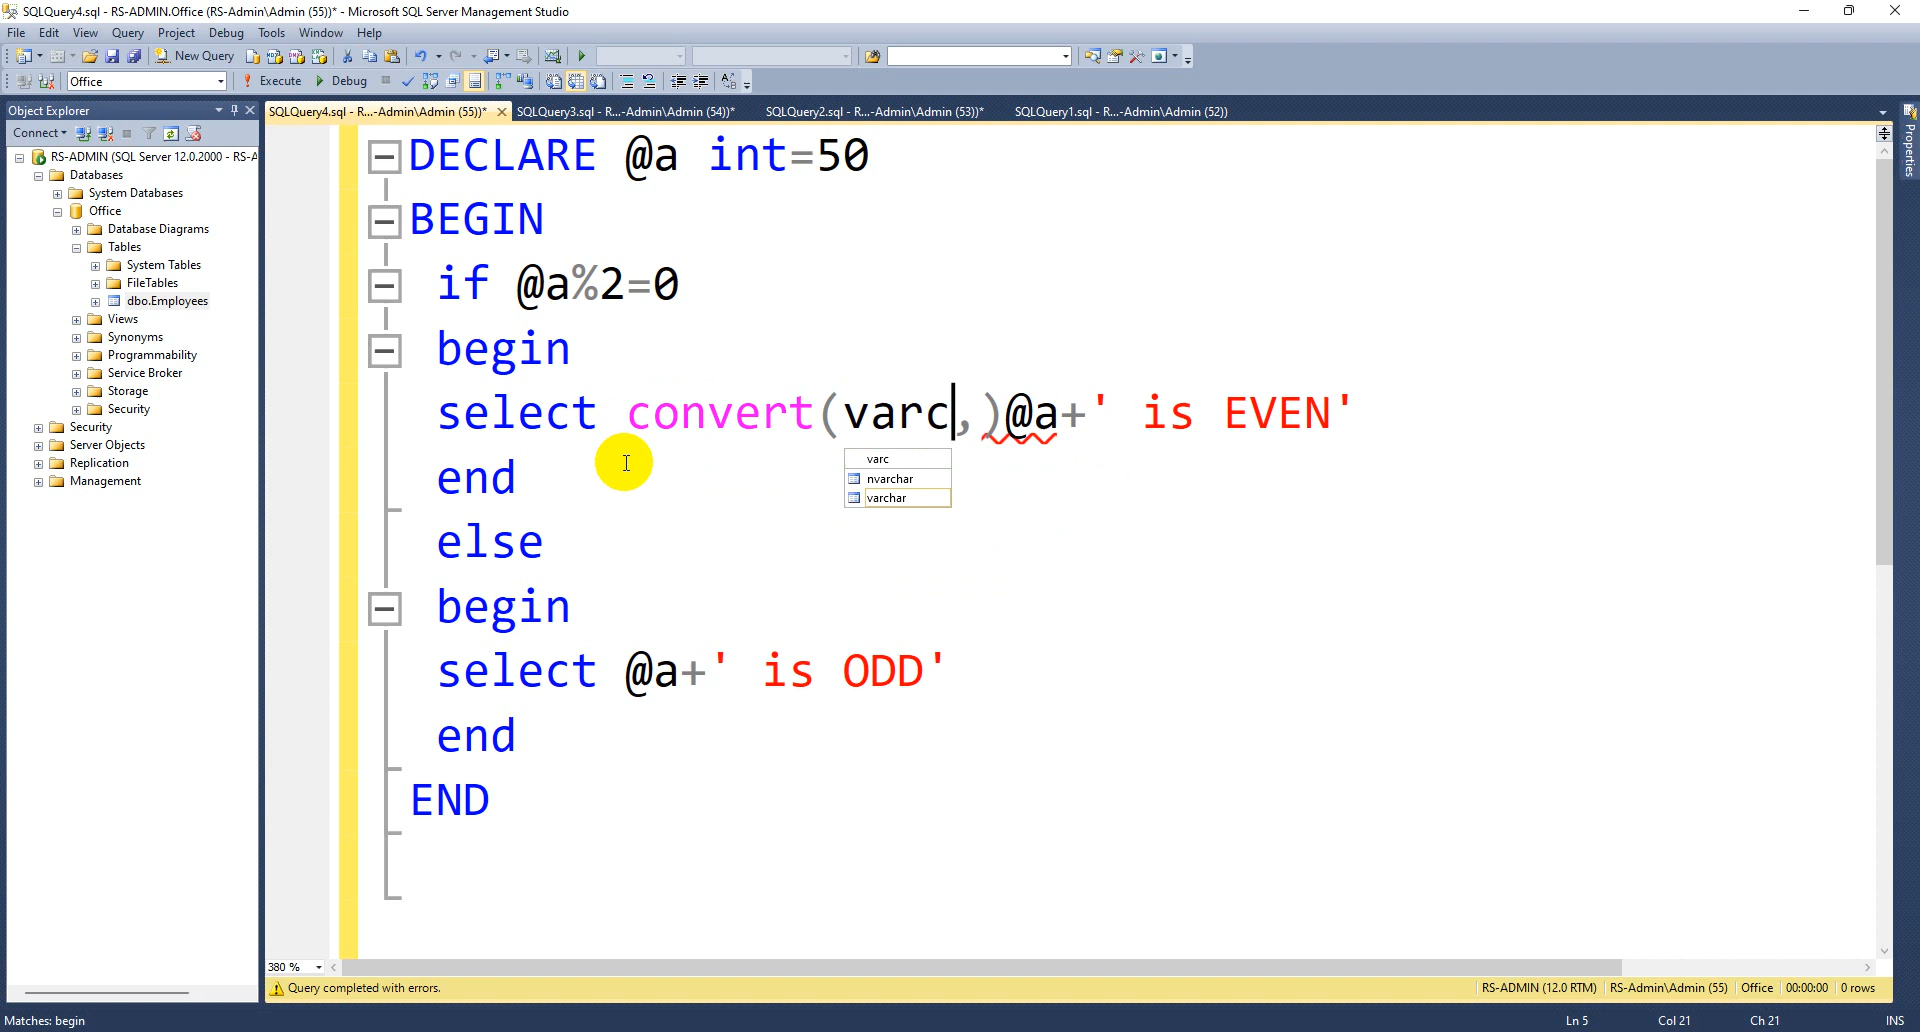 SQLQuery4.sql - RS-ADMIN.Office (RS-Admin\Admin (55))* - Microsoft SQL Server Management Studio
File Edit View Query Project Debug Tools Window Help
New Query
Office Execute Debug
Object Explorer
SQLQuery4.sql - R...-Admin\Admin (55))* SQLQuery3.sql - R...-Admin\Admin (54))* SQLQuery2.sql - R...-Admin\Admin (53))* SQLQuery1.sql - R...-Admin\Admin (52))
Properties
Connect
RS-ADMIN (SQL Server 12.0.2000 - RS-A
Databases
System Databases
Office
Database Diagrams
Tables
System Tables
FileTables
dbo.Employees
Views
Synonyms
Programmability
Service Broker
Storage
Security
Security
Server Objects
Replication
Management
DECLARE @a int=50
BEGIN
if @a%2=0
begin
select convert(varc,)@a+' is EVEN'
varc
nvarchar
varchar
end
else
begin
select @a+' is ODD'
end
END
380 %
Query completed with errors.
RS-ADMIN (12.0 RTM) RS-Admin\Admin (55) Office 00:00:00 0 rows
Matches: begin
Ln 5 Col 21 Ch 21 INS